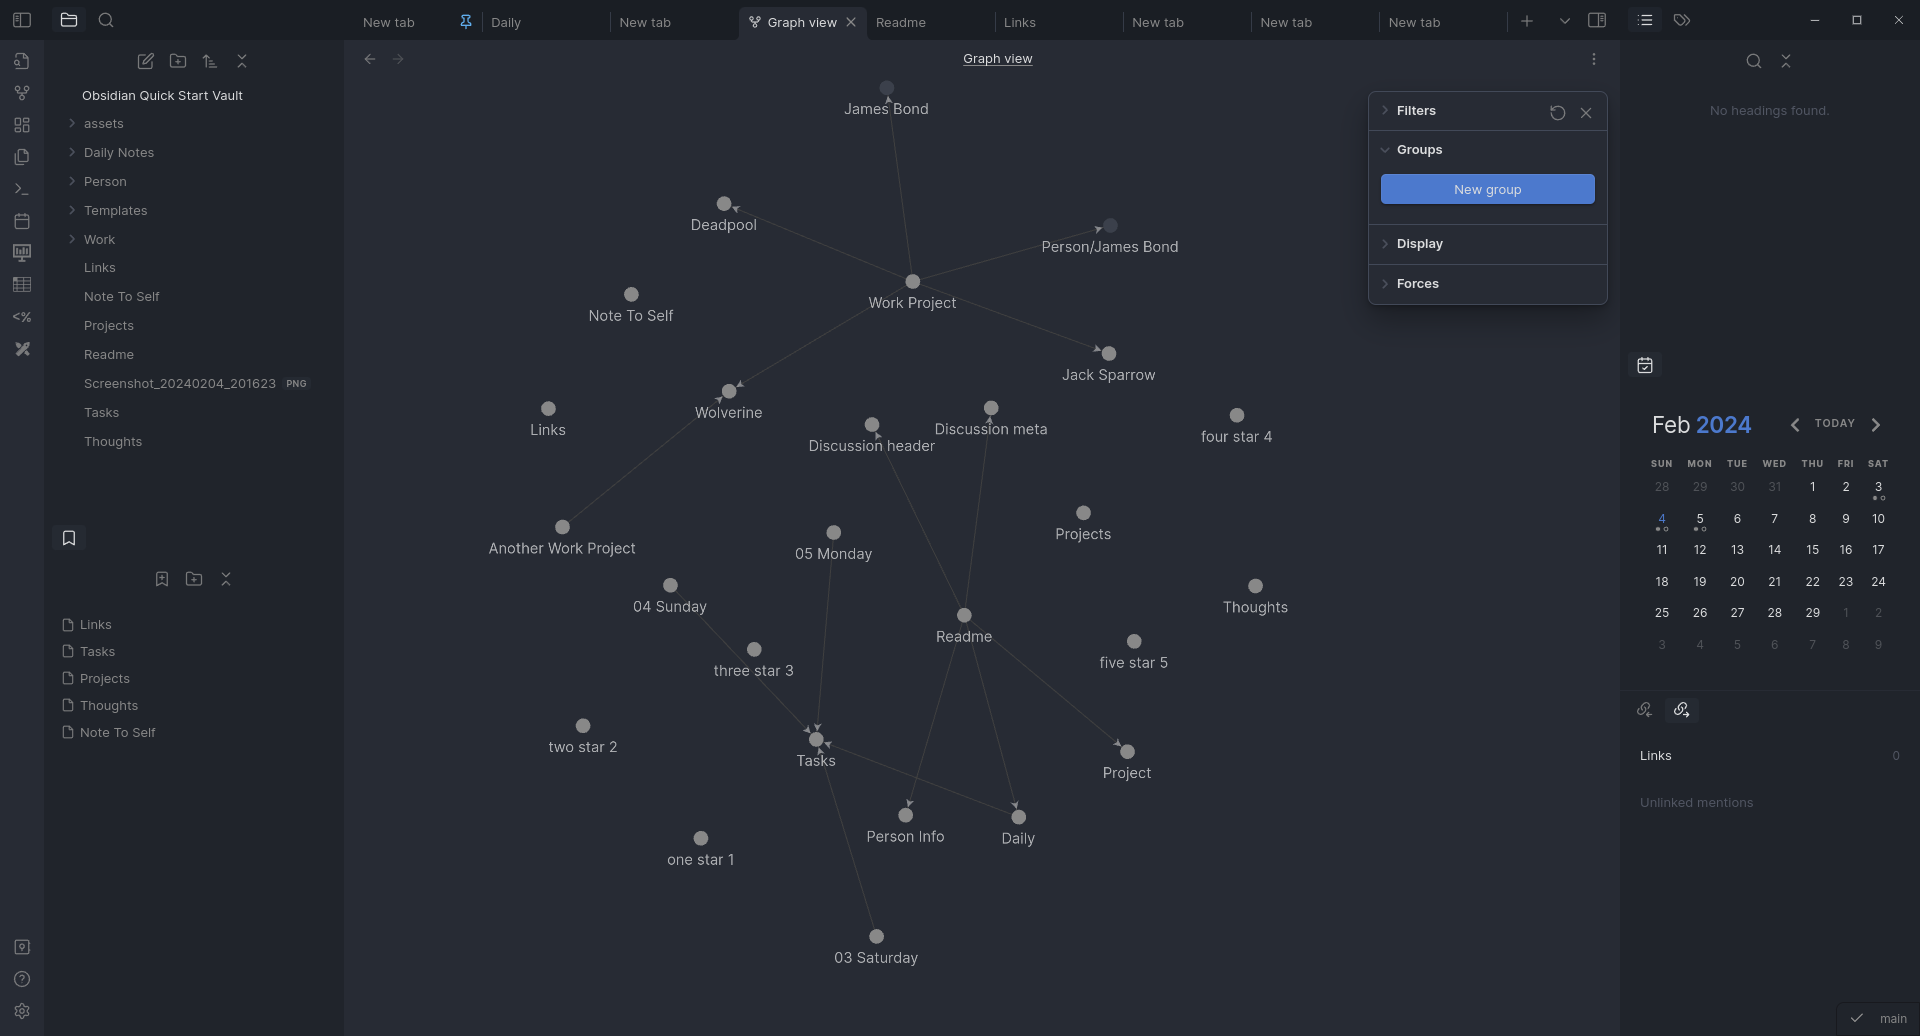 New tab
Daily
New tab
Graph view
Readme
Links
New tab
New tab
New tab
Obsidian Quick Start Vault
assets
Daily Notes
Person
Templates
Work
Links
Note To Self
Projects
Readme
Screenshot_20240204_201623 PNG
Tasks
Thoughts
Links
Tasks
Projects
Thoughts
Note To Self
<%
Graph view
James Bond
Deadpool
Person/James Bond
Work Project
Note To Self
Jack Sparrow
Wolverine
Links
Discussion header
Discussion meta
four star 4
Projects
Another Work Project
05 Monday
04 Sunday
Thoughts
Readme
three star 3
five star 5
two star 2
Tasks
Project
Person Info
Daily
one star 1
03 Saturday
Filters
Groups
New group
Display
Forces
No headings found.
Feb 2024
TODAY
SUN MON TUE WED THU FRI SAT
28 29 30 31 1 2 3
4 5 6 7 8 9 10
11 12 13 14 15 16 17
18 19 20 21 22 23 24
25 26 27 28 29 1 2
3 4 5 6 7 8 9
Links 0
Unlinked mentions
main